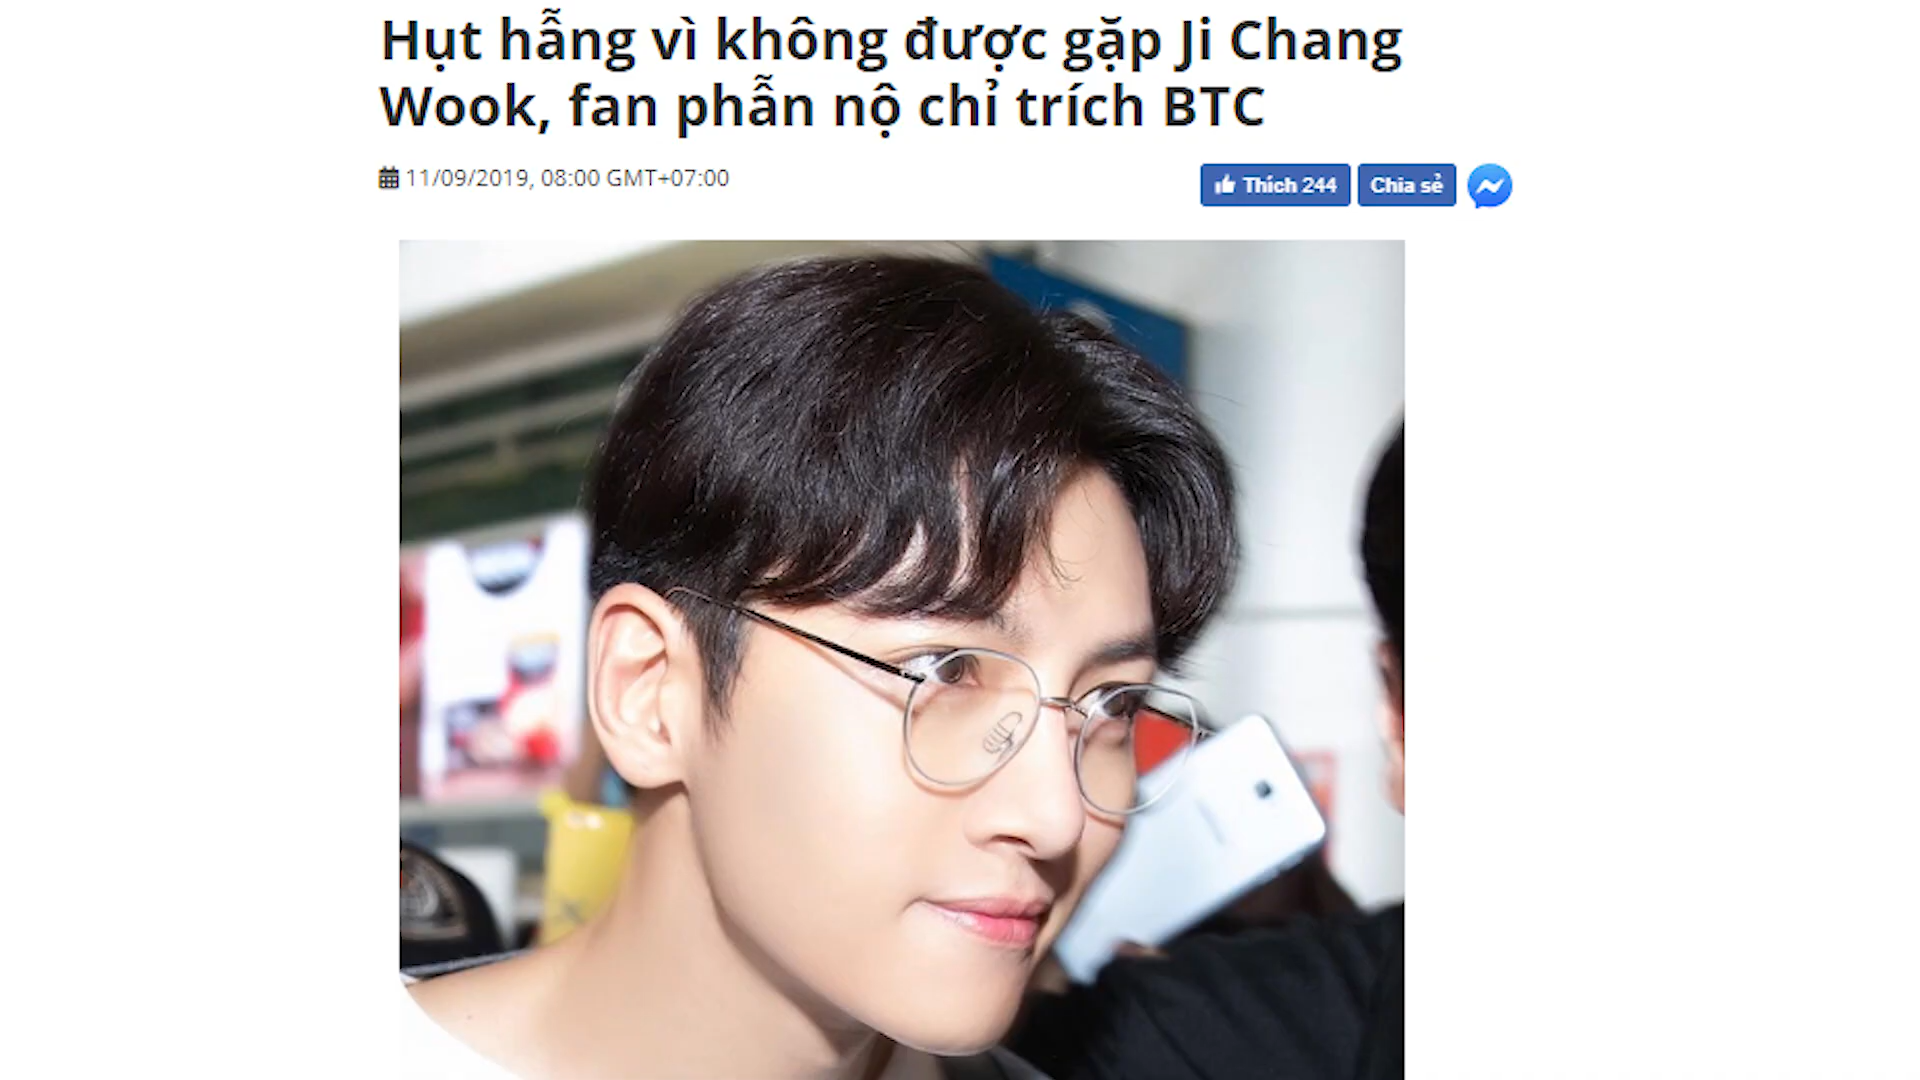 Hụt hẫng vì không được gặp Ji Chang
Wook, fan phẫn nộ chỉ trích BTC
11/09/2019, 08:00 GMT+07:00
Thích 244
Chia sẻ